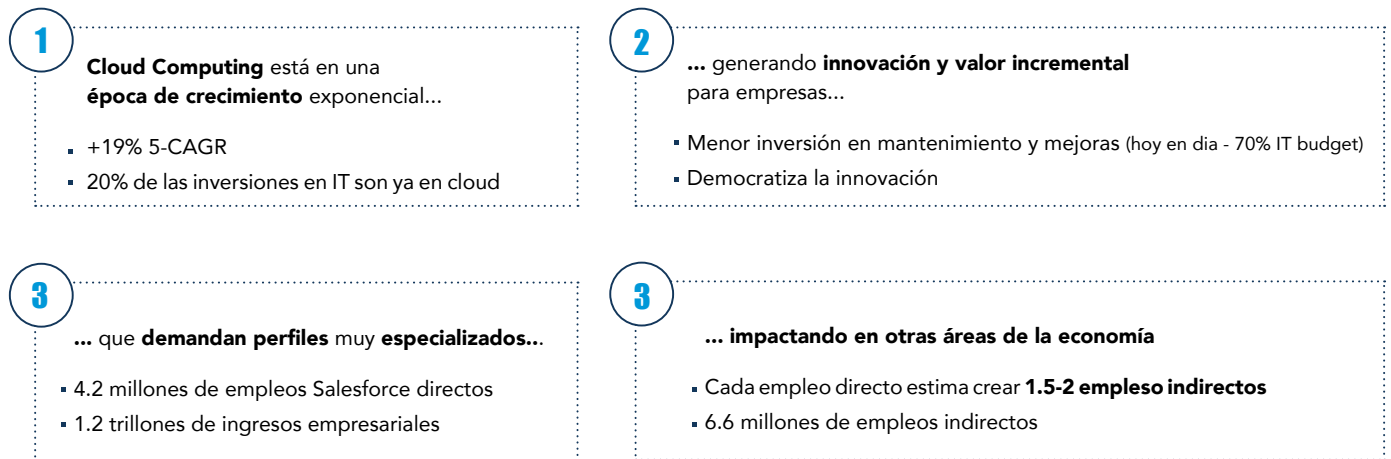 1
Cloud Computing está en una
época de crecimiento exponencial...
▪ +19% 5-CAGR
▪ 20% de las inversiones en IT son ya en cloud
2
... generando innovación y valor incremental
para empresas...
▪ Menor inversión en mantenimiento y mejoras (hoy en dia - 70% IT budget)
▪ Democratiza la innovación
3
... que demandan perfiles muy especializados...
▪ 4.2 millones de empleos Salesforce directos
▪ 1.2 trillones de ingresos empresariales
3
... impactando en otras áreas de la economía
▪ Cada empleo directo estima crear 1.5-2 empleso indirectos
▪ 6.6 millones de empleos indirectos